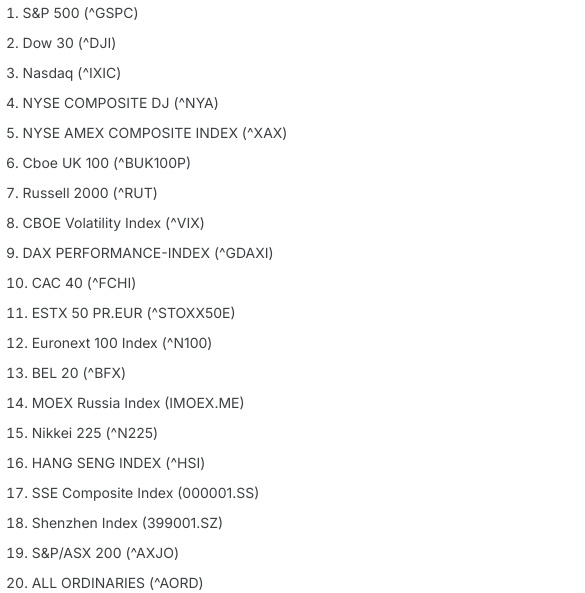 1. S&P 500 (^GSPC)
2. Dow 30 (^DJI)
3. Nasdaq (^IXIC)
4. NYSE COMPOSITE DJ (^NYA)
5. NYSE AMEX COMPOSITE INDEX (^XAX)
6. Cboe UK 100 (^BUK100P)
7. Russell 2000 (^RUT)
8. CBOE Volatility Index (^VIX)
9. DAX PERFORMANCE-INDEX (^GDAXI)
10. CAC 40 (^FCHI)
11. ESTX 50 PR.EUR (^STOXX50E)
12. Euronext 100 Index (^N100)
13. BEL 20 (^BFX)
14. MOEX Russia Index (IMOEX.ME)
15. Nikkei 225 (^N225)
16. HANG SENG INDEX (^HSI)
17. SSE Composite Index (000001.SS)
18. Shenzhen Index (399001.SZ)
19. S&P/ASX 200 (^AXJO)
20. ALL ORDINARIES (^AORD)